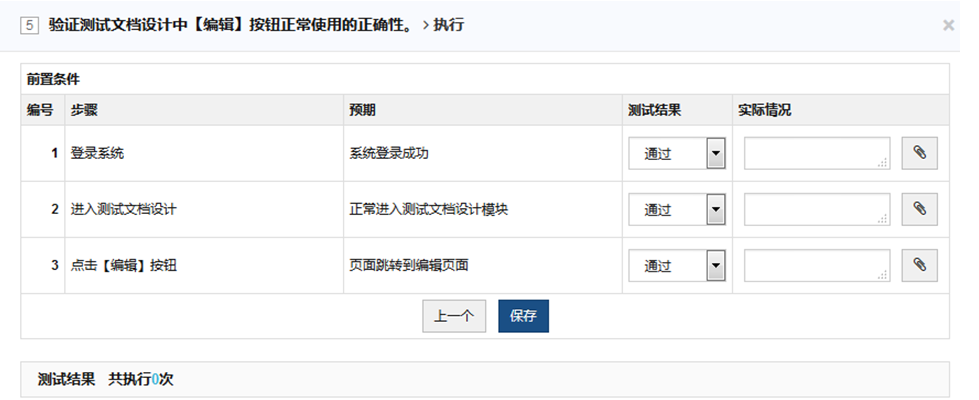 5 验证测试文档设计中【编辑】按钮正常使用的正确性。 > 执行 ×
前置条件
编号 步骤 预期 测试结果 实际情况
1 登录系统 系统登录成功 通过
2 进入测试文档设计 正常进入测试文档设计模块 通过
3 点击【编辑】按钮 页面跳转到编辑页面 通过
上一个 保存
测试结果 共执行0次